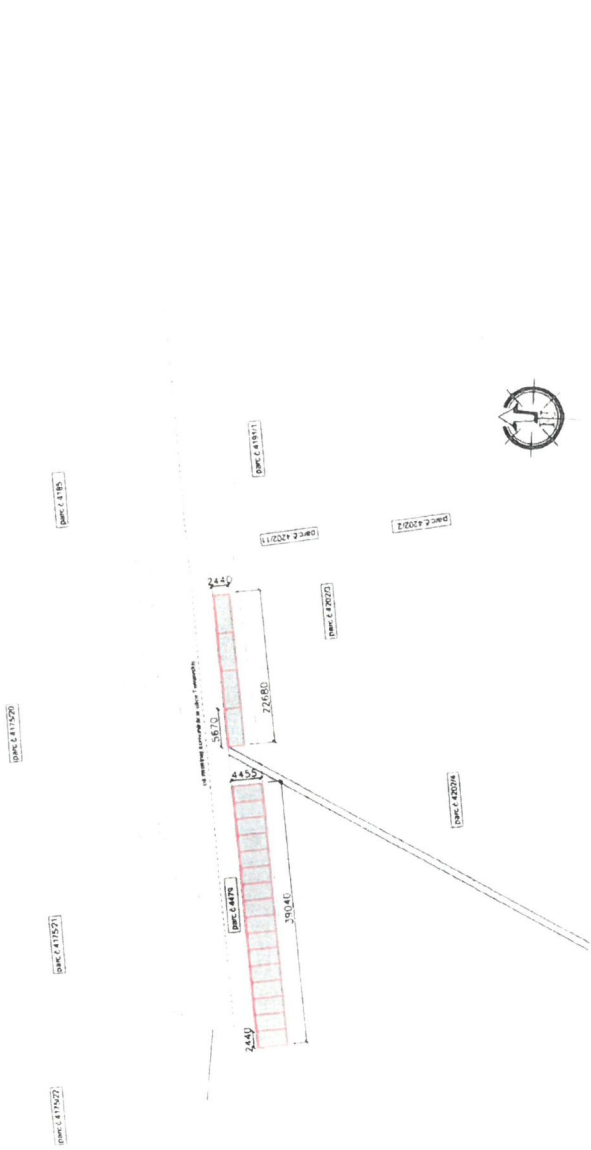 parc č 4185
parc č 4191/1
parc č 4202/11
parc č 4202/2
parc č 4202/3
2440
parc č 4175/20
5670
22680
4455
parc č 4202/4
parc č 4479
39040
parc č 4175/21
2440
parc č 4175/22